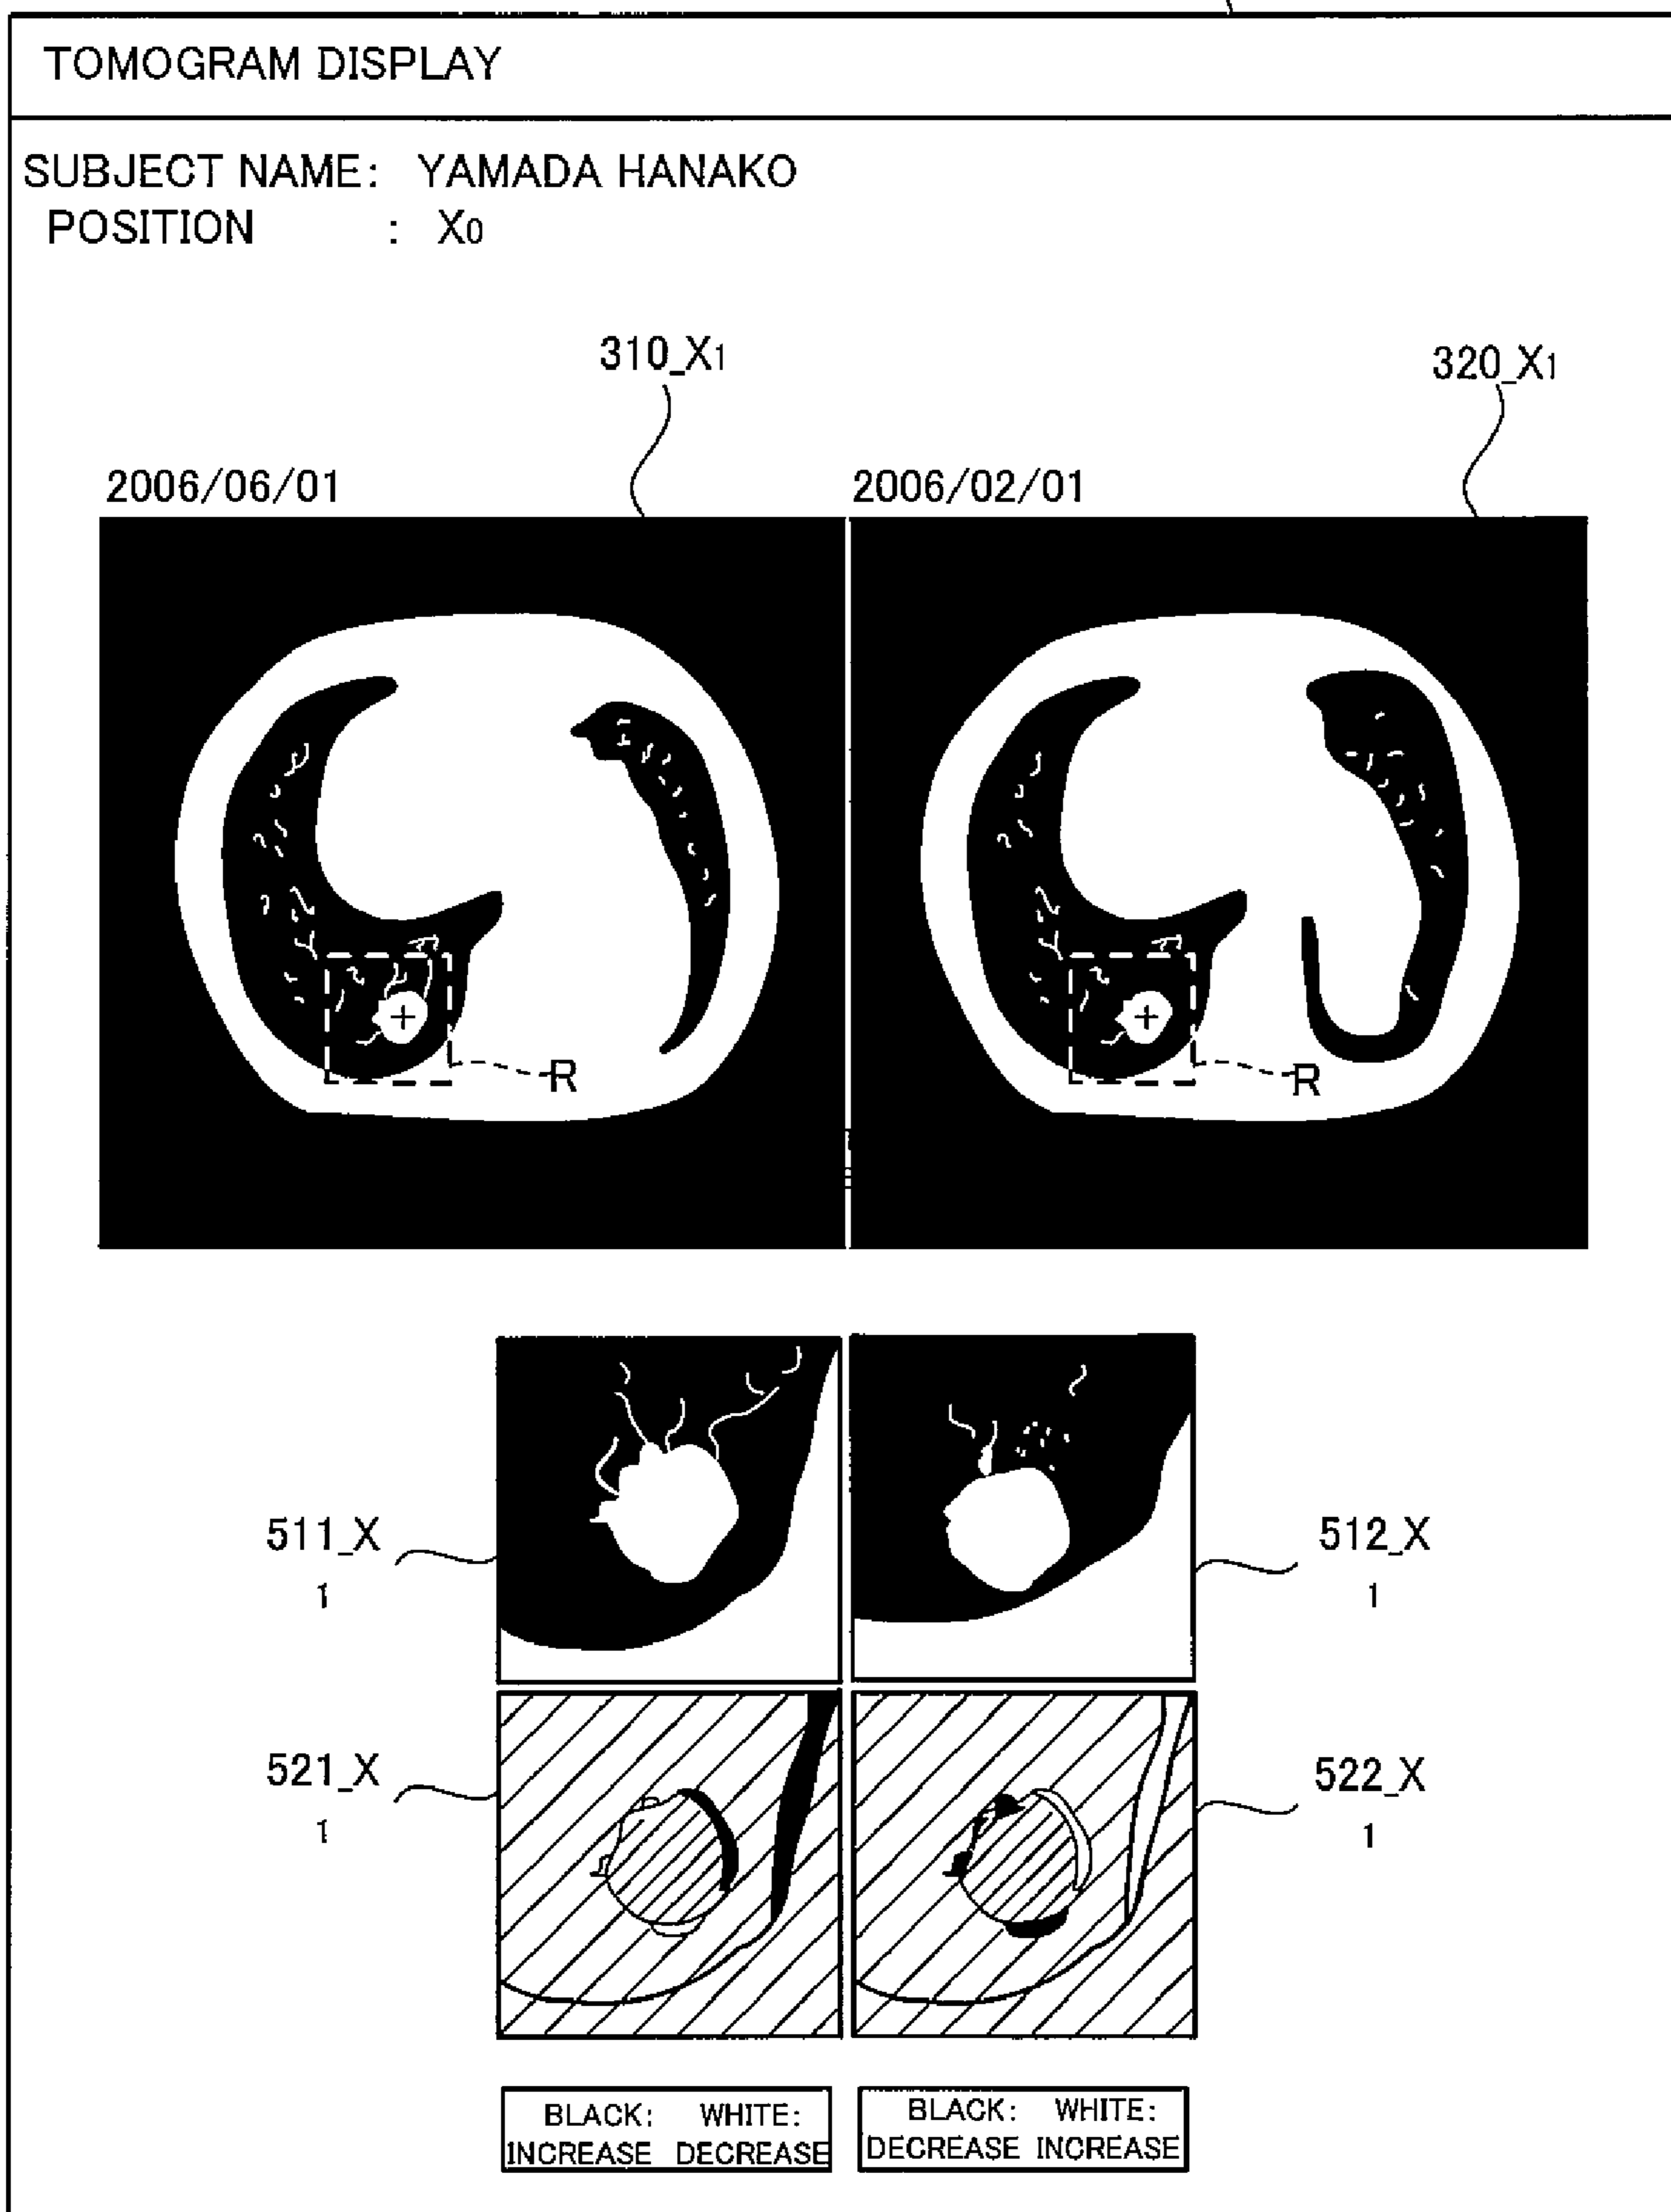 TOMOGRAM DISPLAY
SUBJECT NAME: YAMADA HANAKO
POSITION : X0
310_X1
320_X1
2006/06/01
2006/02/01
R
R
511_X
1
512_X
1
521_X
1
522_X
1
BLACK: WHITE:
INCREASE DECREASE
BLACK: WHITE:
DECREASE INCREASE